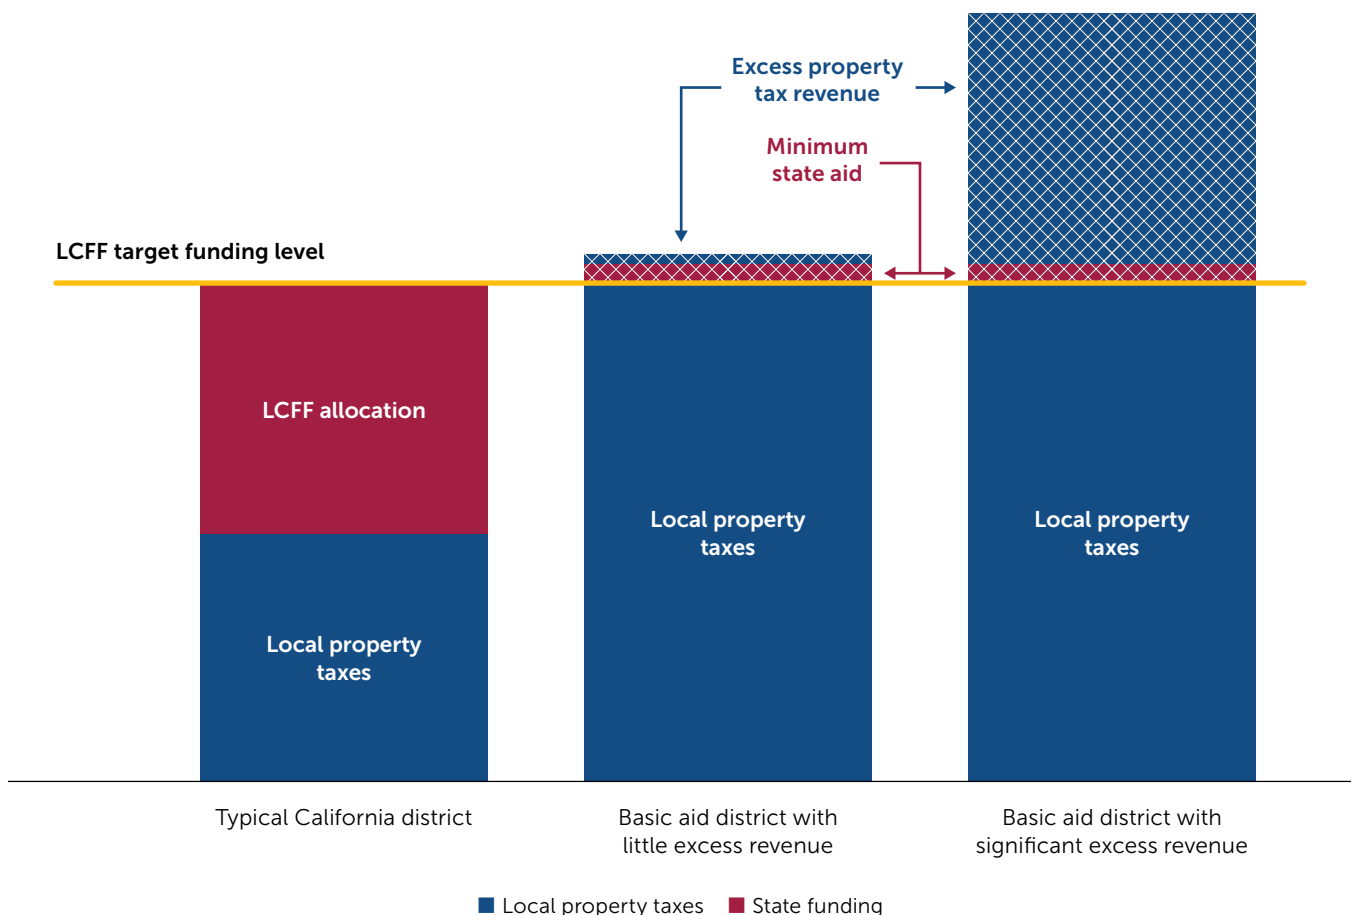 Excess property
tax revenue
Minimum
state aid
LCFF target funding level
LCFF allocation
Local property
taxes
Local property
taxes
Local property
taxes
Typical California district
Basic aid district with
little excess revenue
Basic aid district with
significant excess revenue
Local property taxes
State funding